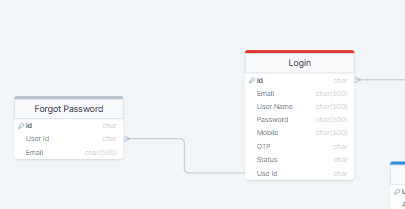 Login
Id char
Email char(500)
User Name char(500)
Password char(500)
Mobile char(500)
OTP char
Status char
Use Id char
Forgot Password
id char
User Id char
Email char(500)